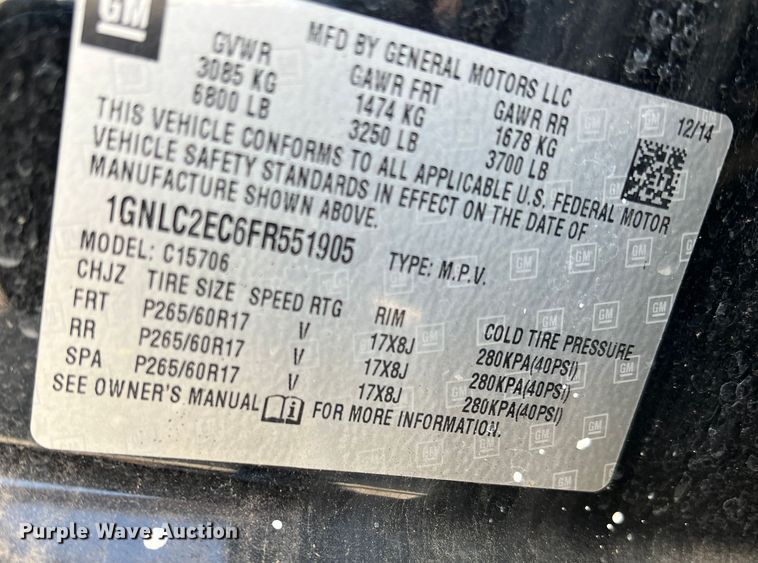 GM
MFD BY GENERAL MOTORS LLC
GVWR GAWR FRT GAWR RR
3085 KG 1474 KG 1678 KG
6800 LB 3250 LB 3700 LB
12/14
THIS VEHICLE CONFORMS TO ALL APPLICABLE U.S. FEDERAL MOTOR
VEHICLE SAFETY STANDARDS IN EFFECT ON THE DATE OF
MANUFACTURE SHOWN ABOVE.
1GNLC2EC6FR551905 TYPE: M.P.V.
MODEL: C15706
CHJZ TIRE SIZE SPEED RTG RIM COLD TIRE PRESSURE
FRT P265/60R17 V 17X8J 280KPA(40PSI)
RR P265/60R17 V 17X8J 280KPA(40PSI)
SPA P265/60R17 V 17X8J 280KPA(40PSI)
SEE OWNER'S MANUAL i FOR MORE INFORMATION.
Purple Wave Auction